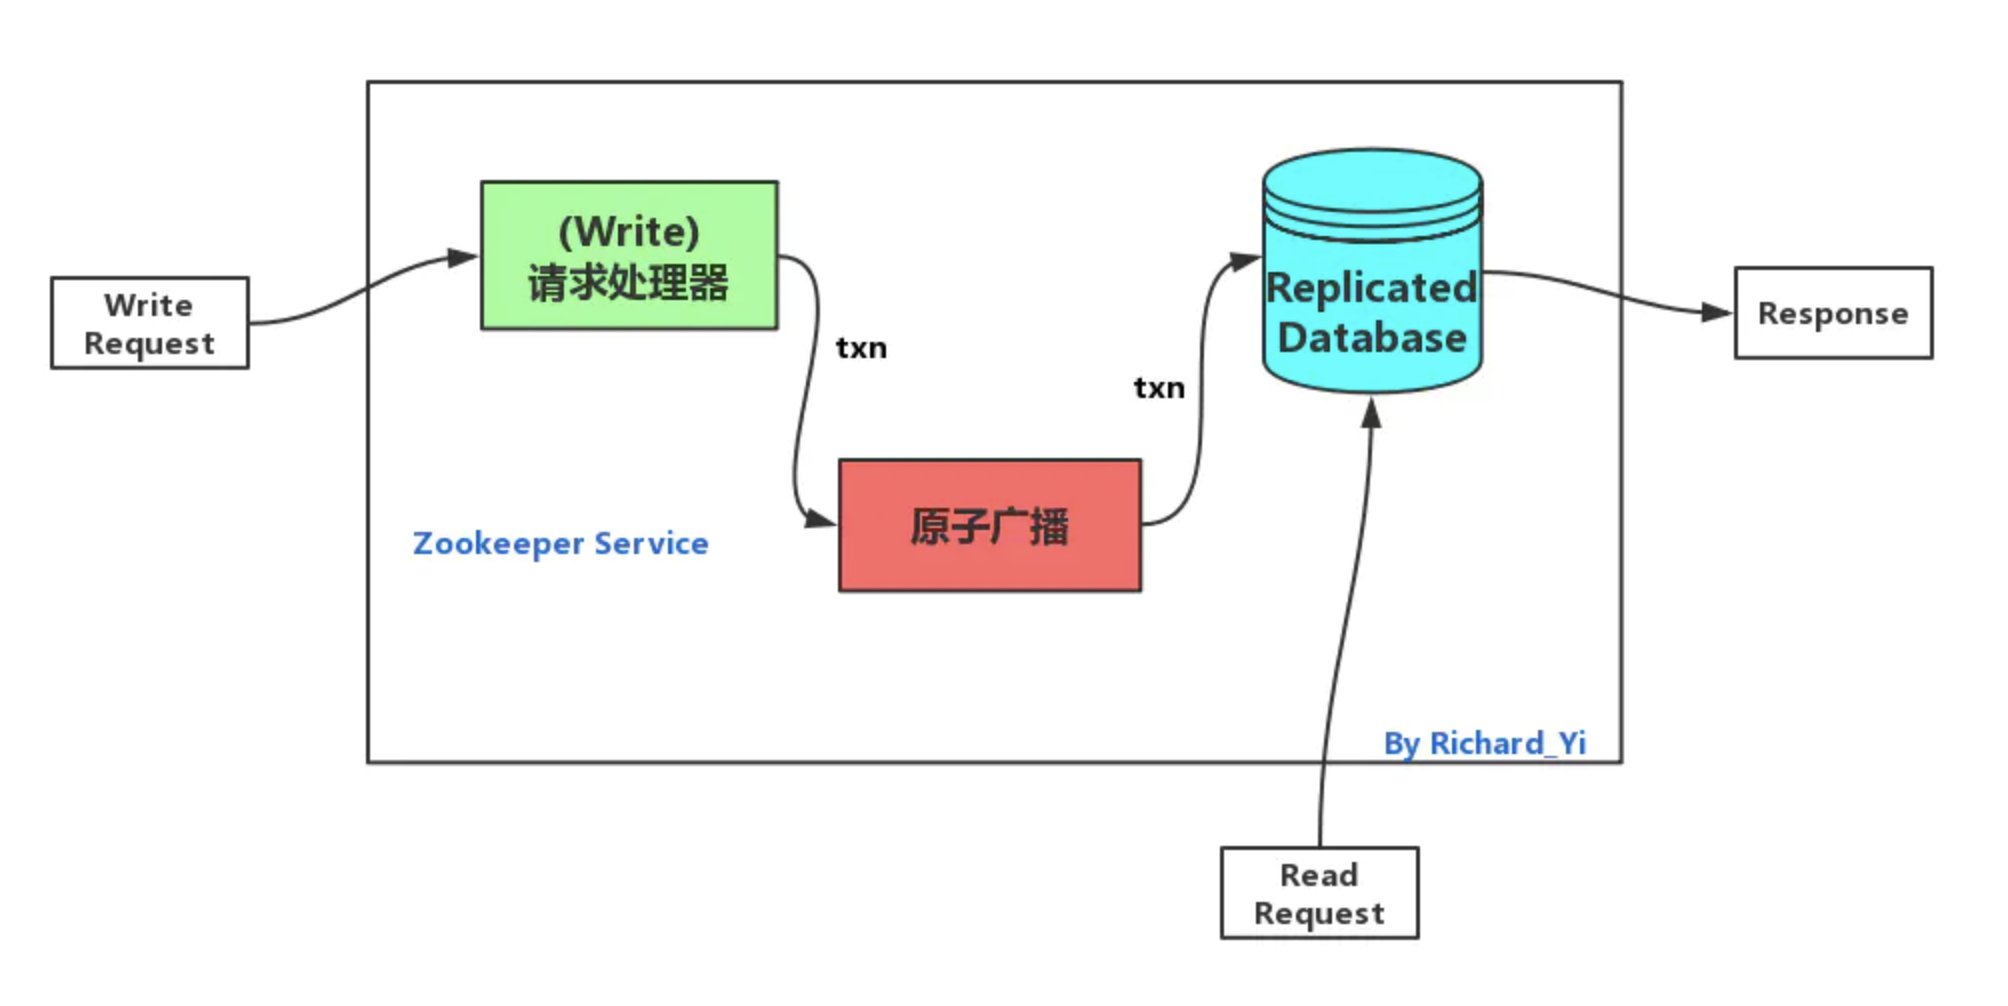 (Write)
请求处理器
Write
Request
txn
txn
Replicated
Database
Response
原子广播
Zookeeper Service
By Richard_Yi
Read
Request